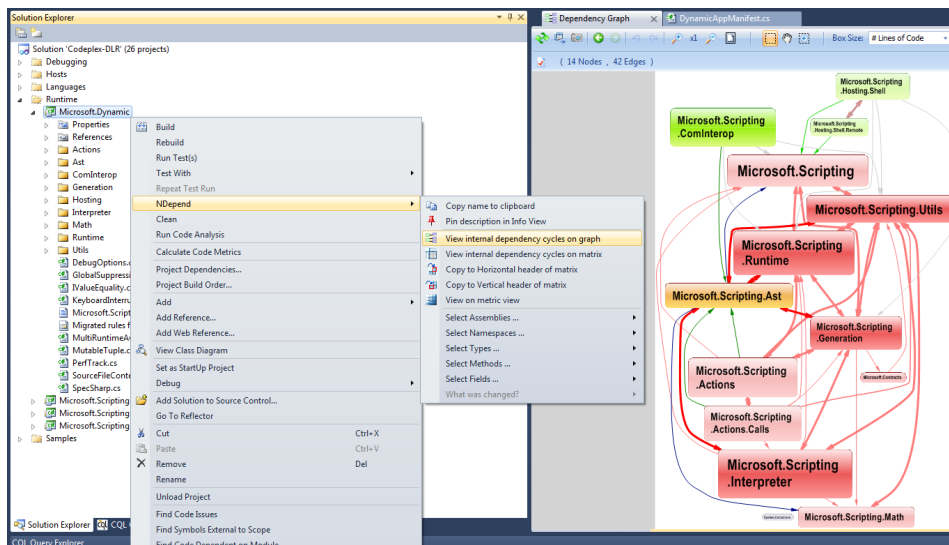 Solution Explorer
Solution 'Codeplex-DLR' (26 projects)
Debugging
Hosts
Languages
Runtime
Microsoft.Dynamic
Properties
References
Actions
Ast
ComInterop
Generation
Hosting
Interpreter
Math
Runtime
Utils
DebugOptions.c
GlobalSuppressi
IValueEquality.c
KeyboardInterru
Microsoft.Script
Migrated rules f
MultiRuntimeAw
MutableTuple.c
PerfTrack.cs
SourceFileConte
SpecSharp.cs
Microsoft.Scripting
Microsoft.Scripting
Microsoft.Scripting
Samples
Solution Explorer
CQL
CQL Query Explorer
Build
Rebuild
Run Test(s)
Test With
Repeat Test Run
NDepend
Clean
Run Code Analysis
Calculate Code Metrics
Project Dependencies...
Project Build Order...
Add
Add Reference...
Add Web Reference...
View Class Diagram
Set as StartUp Project
Debug
Add Solution to Source Control...
Go To Reflector
Cut Ctrl+X
Paste Ctrl+V
Remove Del
Rename
Unload Project
Find Code Issues
Find Symbols External to Scope
Find Code Dependent on Module
Copy name to clipboard
Pin description in Info View
View internal dependency cycles on graph
View internal dependency cycles on matrix
Copy to Horizontal header of matrix
Copy to Vertical header of matrix
View on metric view
Select Assemblies ...
Select Namespaces ...
Select Types ...
Select Methods ...
Select Fields ...
What was changed?
Dependency Graph
DynamicAppManifest.cs
x1
Box Size: # Lines of Code
( 14 Nodes , 42 Edges )
Microsoft.Scripting
.Hosting.Shell
Microsoft.Scripting
.ComInterop
Microsoft.Scripting
.Hosting.Shell.Remote
Microsoft.Scripting
Microsoft.Scripting.Utils
Microsoft.Scripting
.Runtime
Microsoft.Scripting.Ast
Microsoft.Scripting
.Generation
Microsoft.Scripting
.Actions
Microsoft.Contracts
Microsoft.Scripting
.Actions.Calls
Microsoft.Scripting
.Interpreter
Microsoft.Scripting.Math